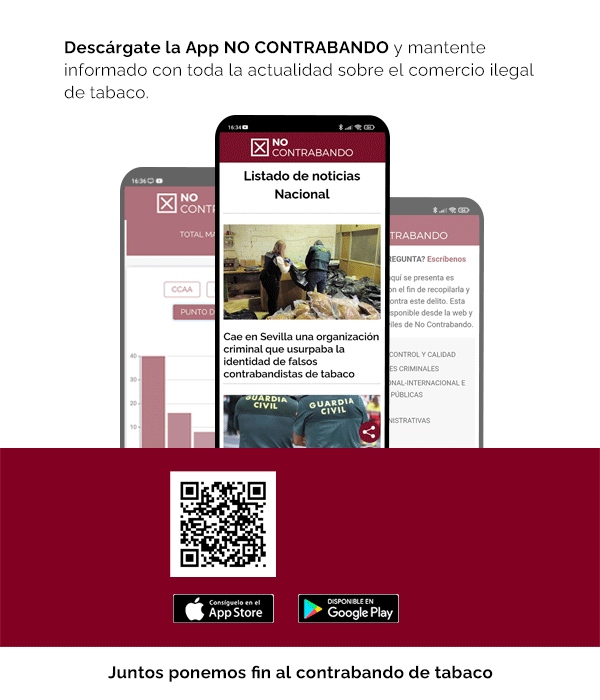 Descárgate la App NO CONTRABANDO y mantente
informado con toda la actualidad sobre el comercio ilegal
de tabaco.
16:34
NO
CONTRABANDO
Listado de noticias
Nacional
Cae en Sevilla una organización
criminal que usurpaba la
identidad de falsos
contrabandistas de tabaco
GUARDIA
CIVIL
GUARDIA
CIVIL
16:36
NO
CONTR
TOTAL MA
CCAA
PUNTO D
40
30
20
10
TRABANDO
REGUNTA? Escríbenos
aquí se presenta es
on el fin de recopilarla y
contra este delito. Esta
sponible desde la web y
viles de No Contrabando.
CONTROL Y CALIDAD
ES CRIMINALES
ONAL-INTERNACIONAL E
PÚBLICAS
NISTRATIVAS
Consíguelo en el
App Store
DISPONIBLE EN
Google Play
Juntos ponemos fin al contrabando de tabaco